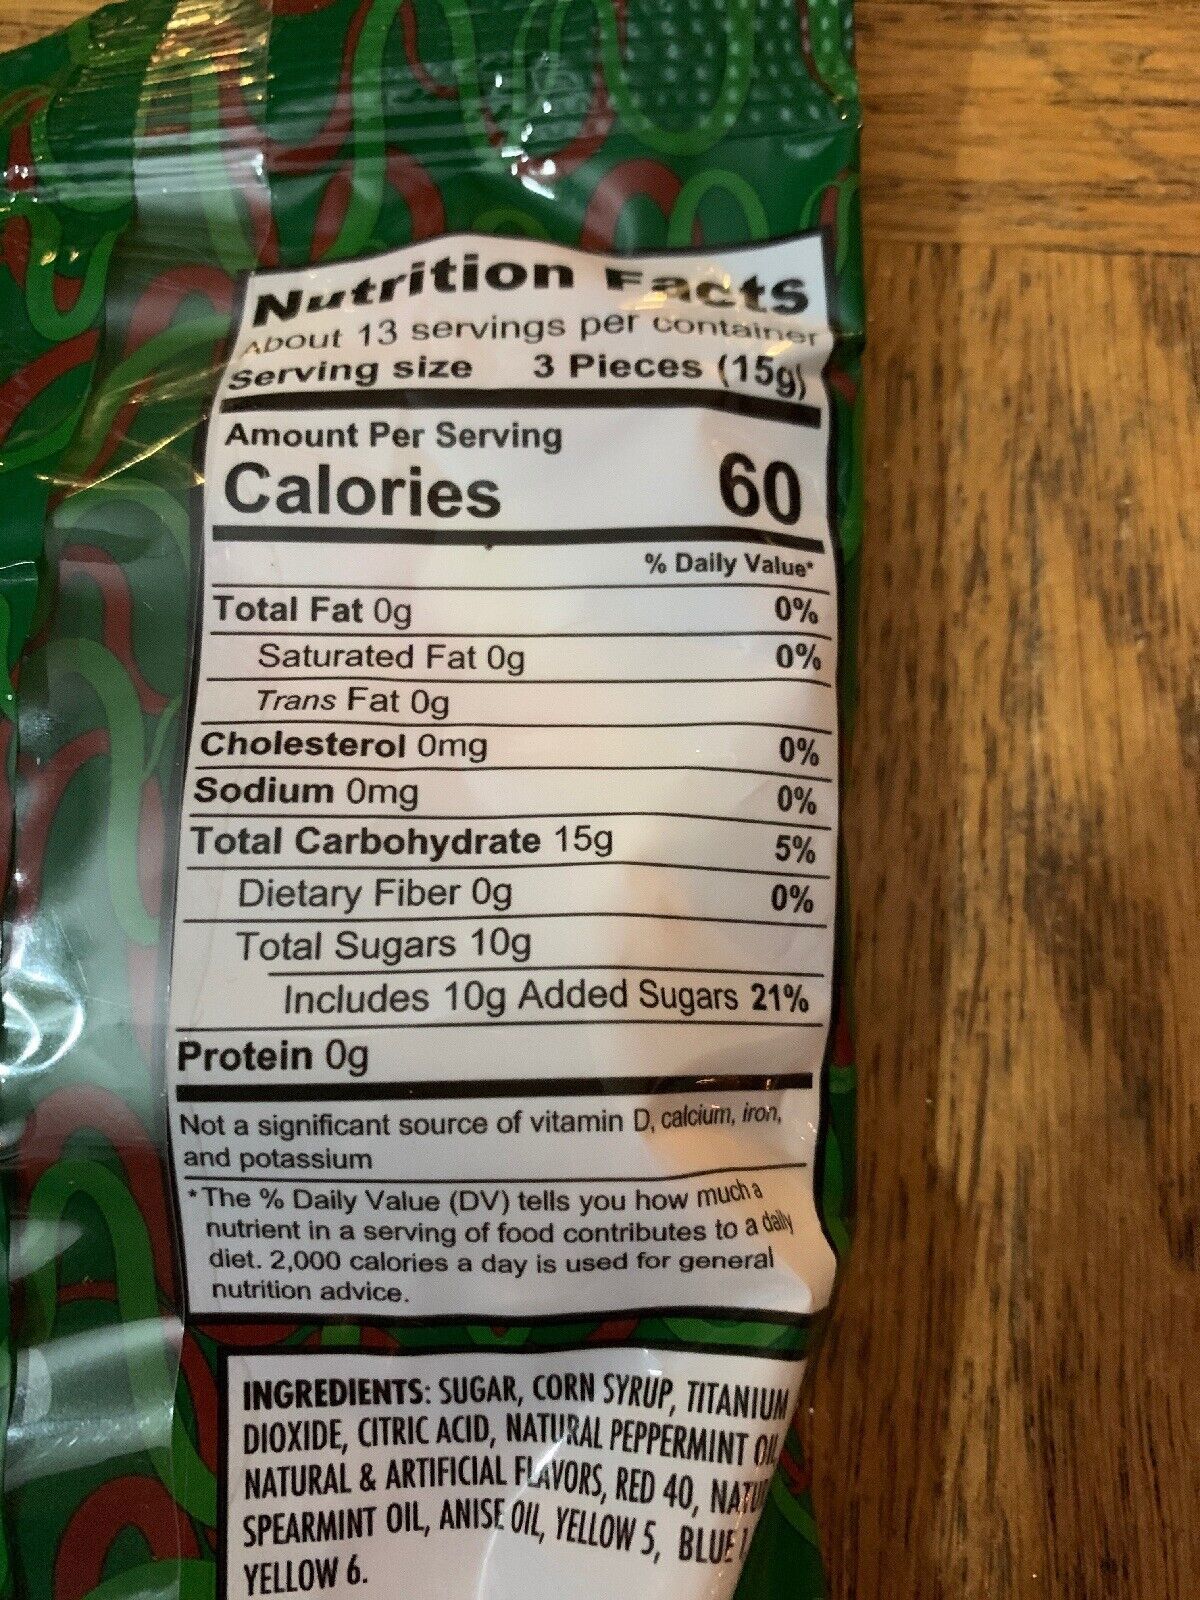 Nutrition Facts
About 13 servings per container
Serving size 3 Pieces (15g)
Amount Per Serving
Calories 60
% Daily Value*
Total Fat 0g 0%
Saturated Fat 0g 0%
Trans Fat 0g
Cholesterol 0mg 0%
Sodium 0mg 0%
Total Carbohydrate 15g 5%
Dietary Fiber 0g 0%
Total Sugars 10g
Includes 10g Added Sugars 21%
Protein 0g
Not a significant source of vitamin D, calcium, iron,
and potassium
*The % Daily Value (DV) tells you how much a
nutrient in a serving of food contributes to a daily
diet. 2,000 calories a day is used for general
nutrition advice.
INGREDIENTS: SUGAR, CORN SYRUP, TITANIUM
DIOXIDE, CITRIC ACID, NATURAL PEPPERMINT OIL,
NATURAL & ARTIFICIAL FLAVORS, RED 40,
SPEARMINT OIL, ANISE OIL, YELLOW 5, BLUE 1,
YELLOW 6.